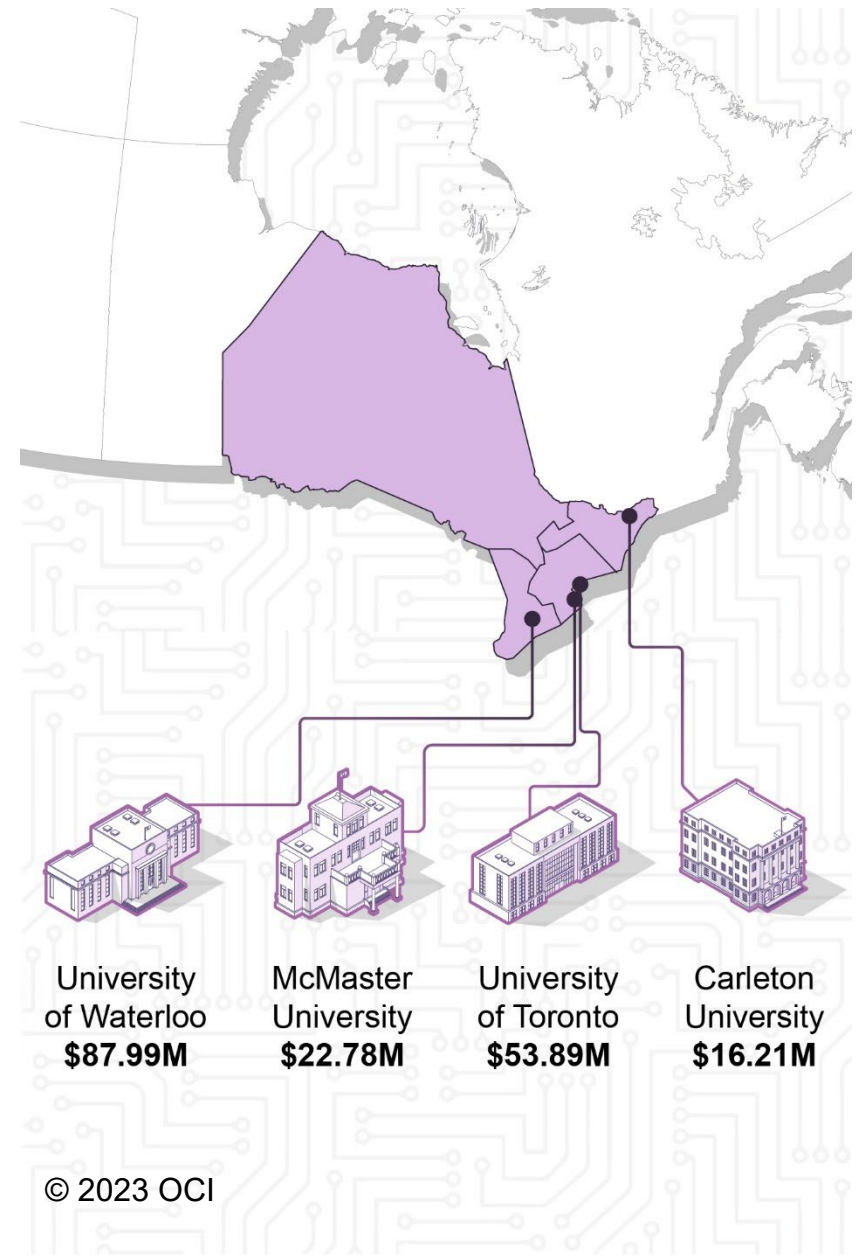 University
of Waterloo
$87.99M
McMaster
University
$22.78M
University
of Toronto
$53.89M
Carleton
University
$16.21M
© 2023 OCI